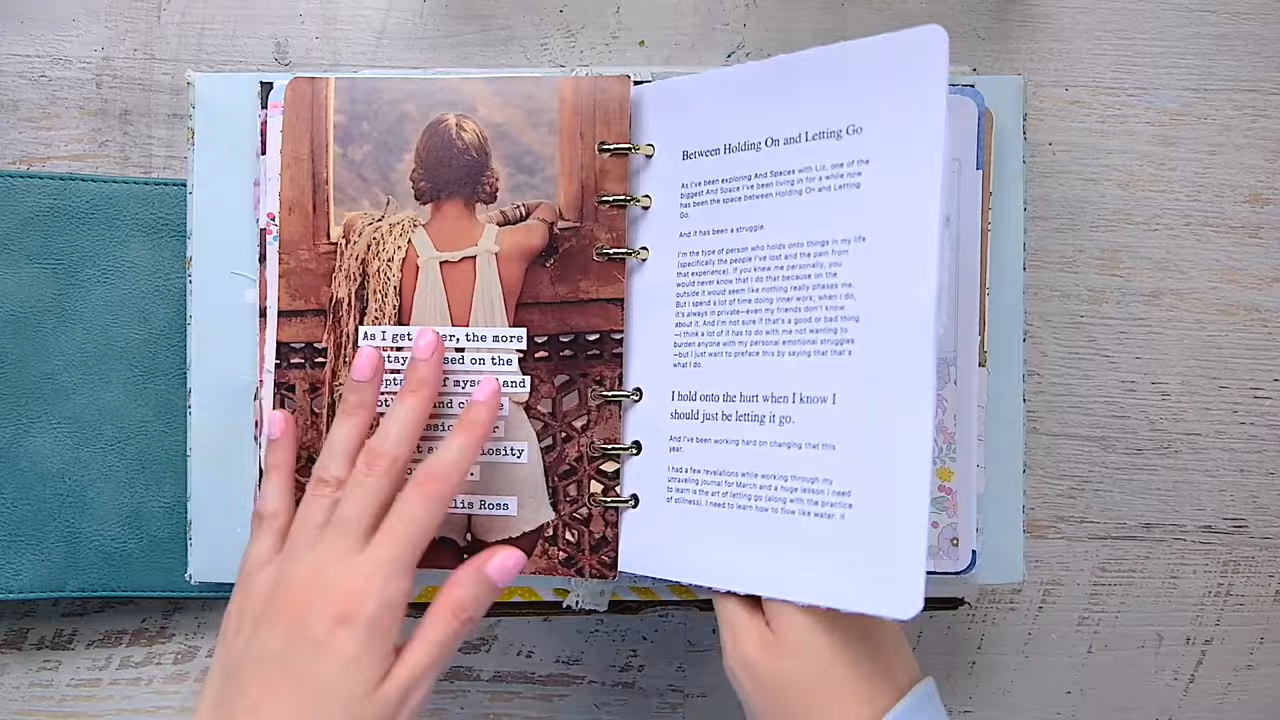 As I get er, the more
stay sed on the
epta f myse and
oth and c e
ssio r
t a iosity
lis Ross
Between Holding On and Letting Go
As I've been exploring And Spaces with Liz, one of the
biggest And Space I've been living in for a while now
has been the space between Holding On and Letting
Go.
And it has been a struggle.
I'm the type of person who holds onto things in my life
(specifically the people I've lost and the pain from
that experience). If you knew me personally, you
would never know that I do that because on the
outside it would seem like nothing really phases me.
But I spend a lot of time doing inner work; when I do,
it's always in private—even my friends don't know
about it. And I'm not sure if that's a good or bad thing
—I think a lot of it has to do with me not wanting to
burden anyone with my personal emotional struggles
—but I just want to preface this by saying that that's
what I do.
I hold onto the hurt when I know I
should just be letting it go.
And I've been working hard on changing that this
year.
I had a few revelations while working through my
unraveling journal for March and a huge lesson I need
to learn is the art of letting go (along with the practice
of stillness). I need to learn how to flow like water. It